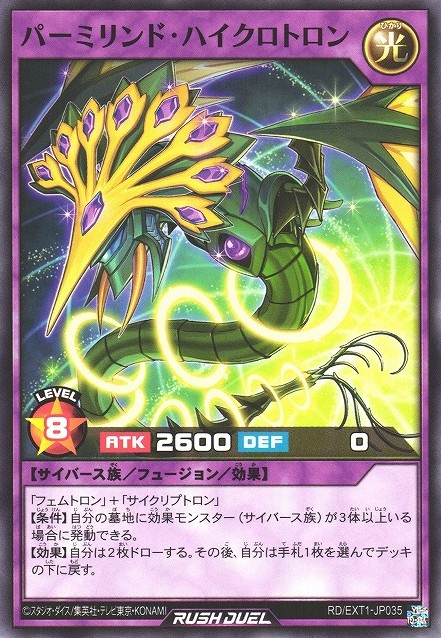 パーミリンド・ハイクロトロン
ひかり
光
LEVEL
8
ATK 2600 DEF 0
【サイバース族／フュージョン／効果】
「フェムトロン」＋「サイクリプトロン」
【条件】自分の墓地に効果モンスター（サイバース族）が3体以上いる
場合に発動できる。
【効果】自分は2枚ドローする。その後、自分は手札1枚を選んでデッキ
の下に戻す。
©スタジオ・ダイス/集英社・テレビ東京・KONAMI
RUSH DUEL
RD/EXT1-JP035